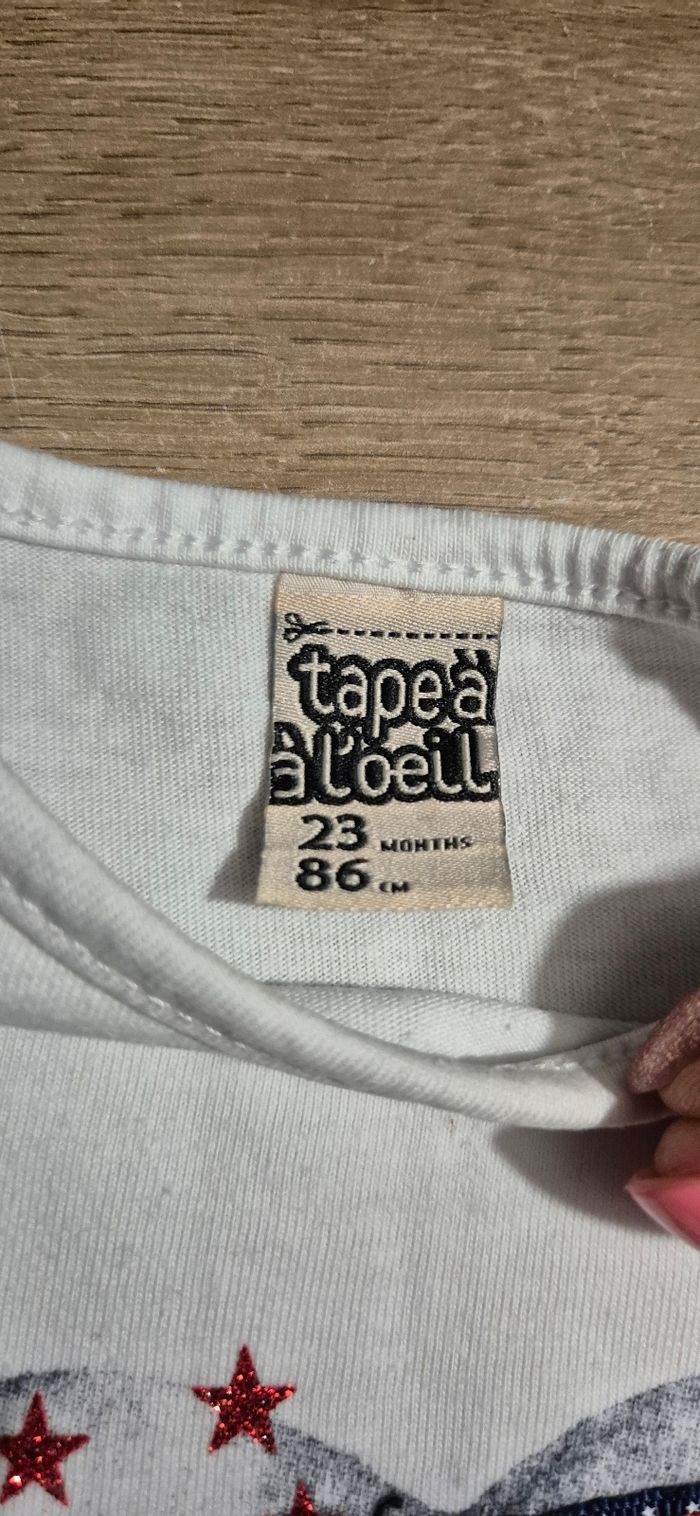 tape à
à l'oeil
23 MONTHS
86 CM